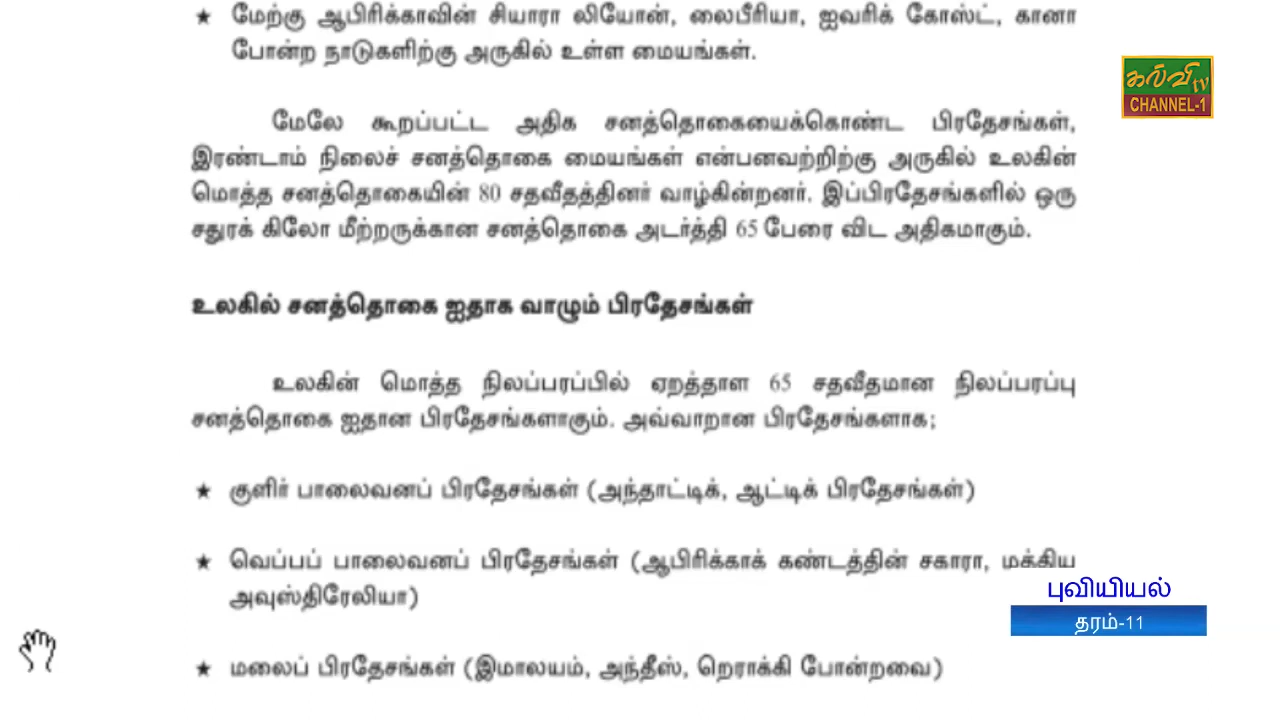 ★ மேற்கு ஆபிரிக்காவின் சியாரா லியோன், லைபீரியா, ஐவரிக் கோஸ்ட், கானா
போன்ற நாடுகளிற்கு அருகில் உள்ள மையங்கள்.
கல்வி tv
CHANNEL-1
மேலே கூறப்பட்ட அதிக சனத்தொகையைக்கொண்ட பிரதேசங்கள்,
இரண்டாம் நிலைச் சனத்தொகை மையங்கள் என்பனவற்றிற்கு அருகில் உலகின்
மொத்த சனத்தொகையின் 80 சதவீதத்தினர் வாழ்கின்றனர். இப்பிரதேசங்களில் ஒரு
சதுரக் கிலோ மீற்றருக்கான சனத்தொகை அடர்த்தி 65 பேரை விட அதிகமாகும்.
உலகில் சனத்தொகை ஐதாக வாழும் பிரதேசங்கள்
உலகின் மொத்த நிலப்பரப்பில் ஏறத்தாள 65 சதவீதமான நிலப்பரப்பு
சனத்தொகை ஐதான பிரதேசங்களாகும். அவ்வாறான பிரதேசங்களாக;
★ குளிர் பாலைவனப் பிரதேசங்கள் (அந்தாட்டிக், ஆட்டிக் பிரதேசங்கள்)
★ வெப்பப் பாலைவனப் பிரதேசங்கள் (ஆபிரிக்காக் கண்டத்தின் சகாரா, மத்திய
அவுஸ்திரேலியா)
புவியியல்
தரம்-11
★ மலைப் பிரதேசங்கள் (இமாலயம், அந்தீஸ், றெராக்கி போன்றவை)